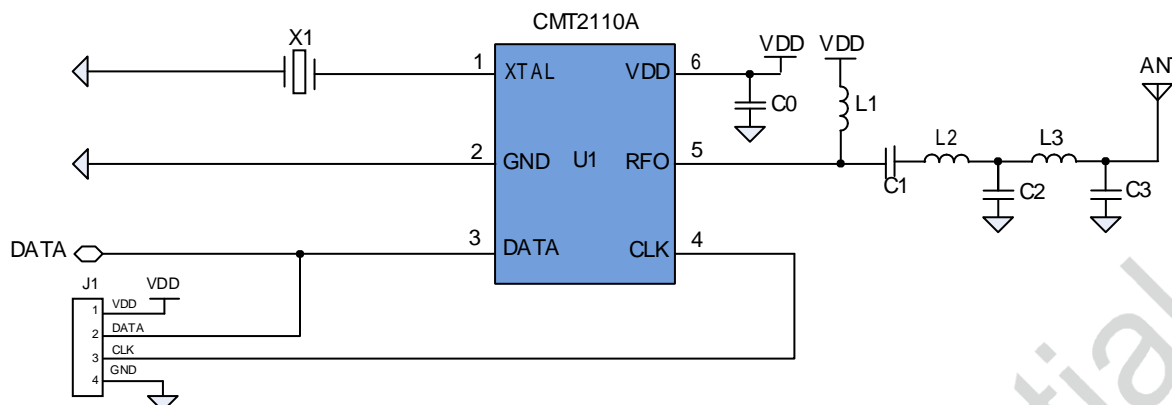 CMT2110A
X1
1
XTAL
VDD
6
VDD
VDD
ANT
C0
L1
2
GND
U1
RFO
5
L2
L3
C1
C2
C3
DATA
3
DATA
CLK
4
J1
VDD
1
VDD
2
DATA
3
CLK
4
GND
tial